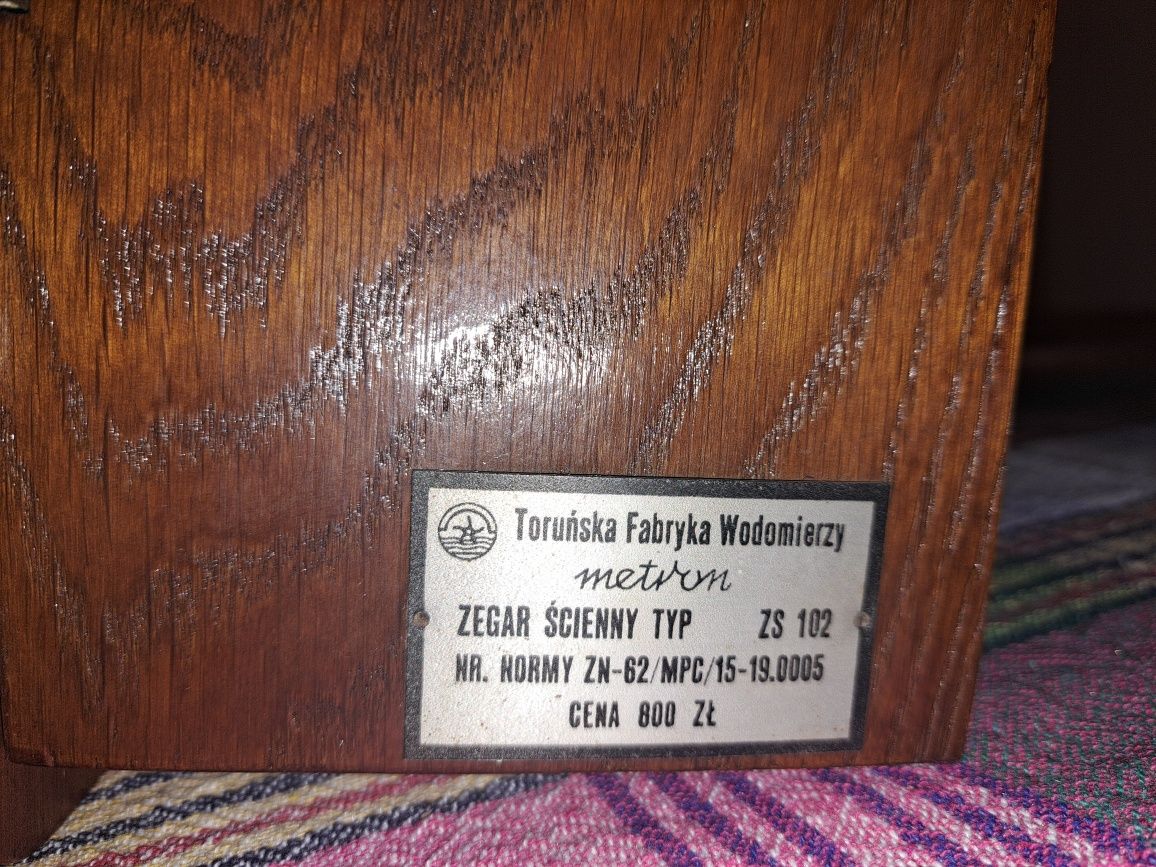 Toruńska Fabryka Wodomierzy
metron
ZEGAR ŚCIENNY TYP ZS 102
NR. NORMY ZN-62/MPC/15-19.0005
CENA 800 ZŁ